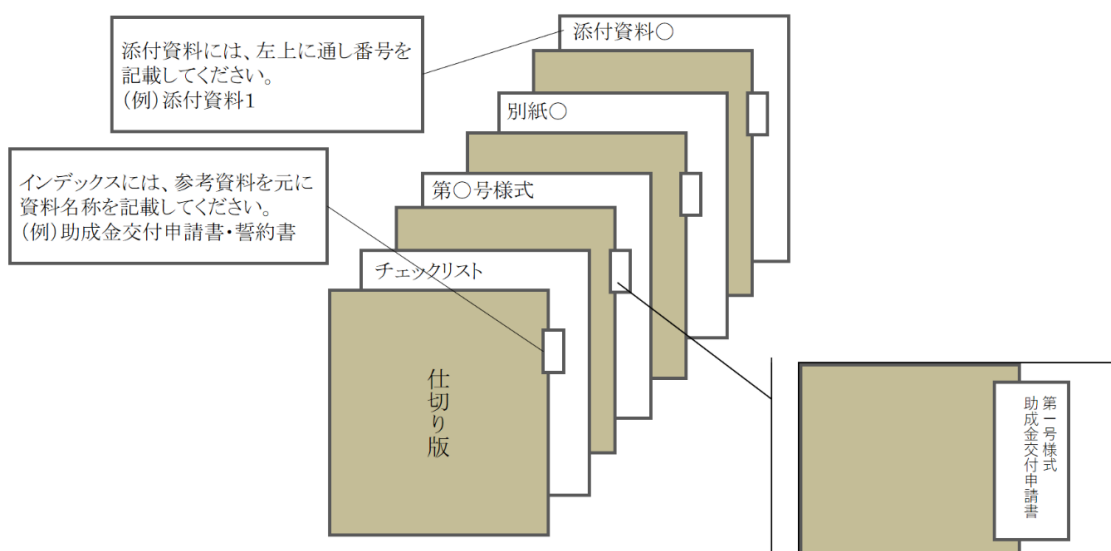 添付資料○
添付資料には、左上に通し番号を
記載してください。
(例)添付資料1
別紙○
インデックスには、参考資料を元に
資料名称を記載してください。
(例)助成金交付申請書・誓約書
第○号様式
チェックリスト
仕切り版
第一号様式
助成金交付申請書